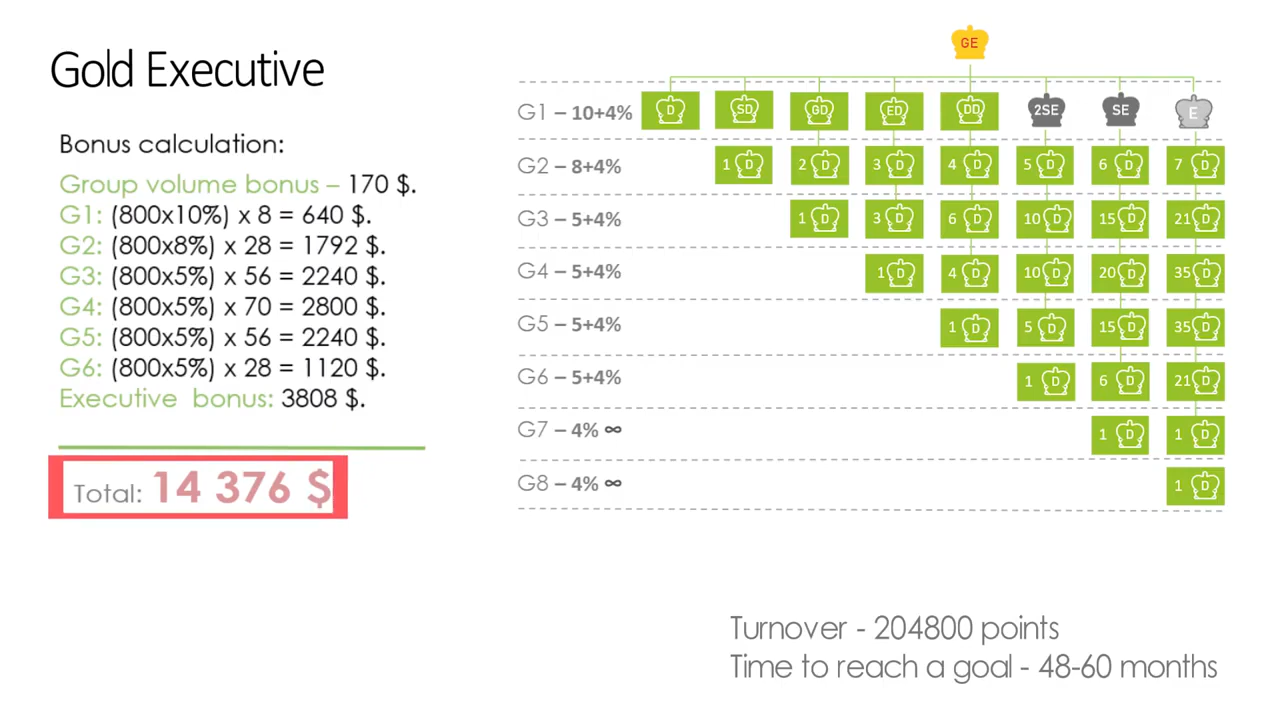 Gold Executive
Bonus calculation:
Group volume bonus – 170 $.
G1: (800x10%) x 8 = 640 $.
G2: (800x8%) x 28 = 1792 $.
G3: (800x5%) x 56 = 2240 $.
G4: (800x5%) x 70 = 2800 $.
G5: (800x5%) x 56 = 2240 $.
G6: (800x5%) x 28 = 1120 $.
Executive bonus: 3808 $.
Total: 14 376 $
GE
G1 – 10+4% D SD GD ED DD 2SE SE E
G2 – 8+4% 1 D 2 D 3 D 4 D 5 D 6 D 7 D
G3 – 5+4% 1 D 3 D 6 D 10 D 15 D 21 D
G4 – 5+4% 1 D 4 D 10 D 20 D 35 D
G5 – 5+4% 1 D 5 D 15 D 35 D
G6 – 5+4% 1 D 6 D 21 D
G7 – 4% ∞ 1 D 1 D
G8 – 4% ∞ 1 D
Turnover - 204800 points
Time to reach a goal - 48-60 months